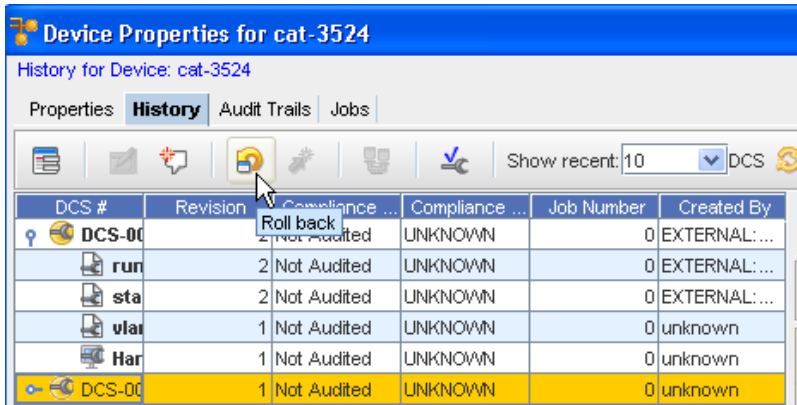 Device Properties for cat-3524
History for Device: cat-3524
Properties History Audit Trails Jobs
Show recent: 10 DCS
DCS # Revision Compliance ... Compliance ... Job Number Created By
Roll back
DCS-00 2 Not Audited UNKNOWN 0 EXTERNAL:...
run 2 Not Audited UNKNOWN 0 EXTERNAL:...
sta 2 Not Audited UNKNOWN 0 EXTERNAL:...
vlan 1 Not Audited UNKNOWN 0 unknown
Har 1 Not Audited UNKNOWN 0 unknown
DCS-00 1 Not Audited UNKNOWN 0 unknown